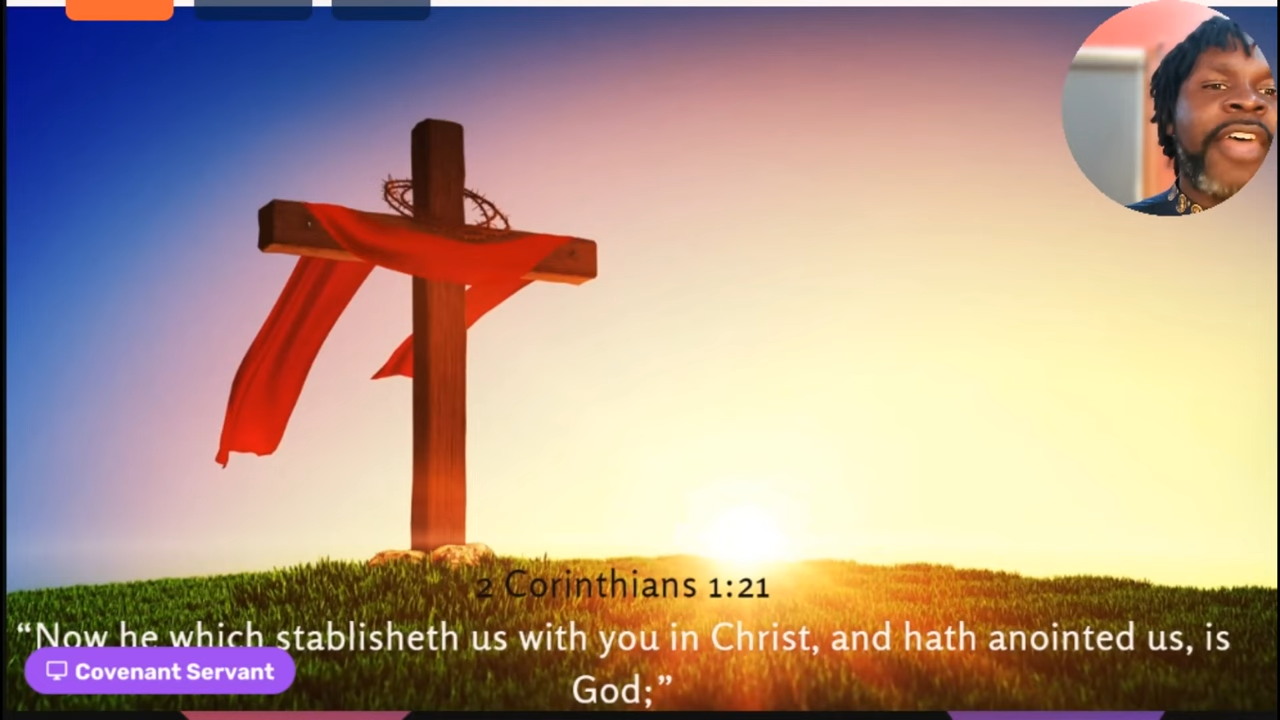 2 Corinthians 1:21
“Now he which stablisheth us with you in Christ, and hath anointed us, is
God;”
Covenant Servant